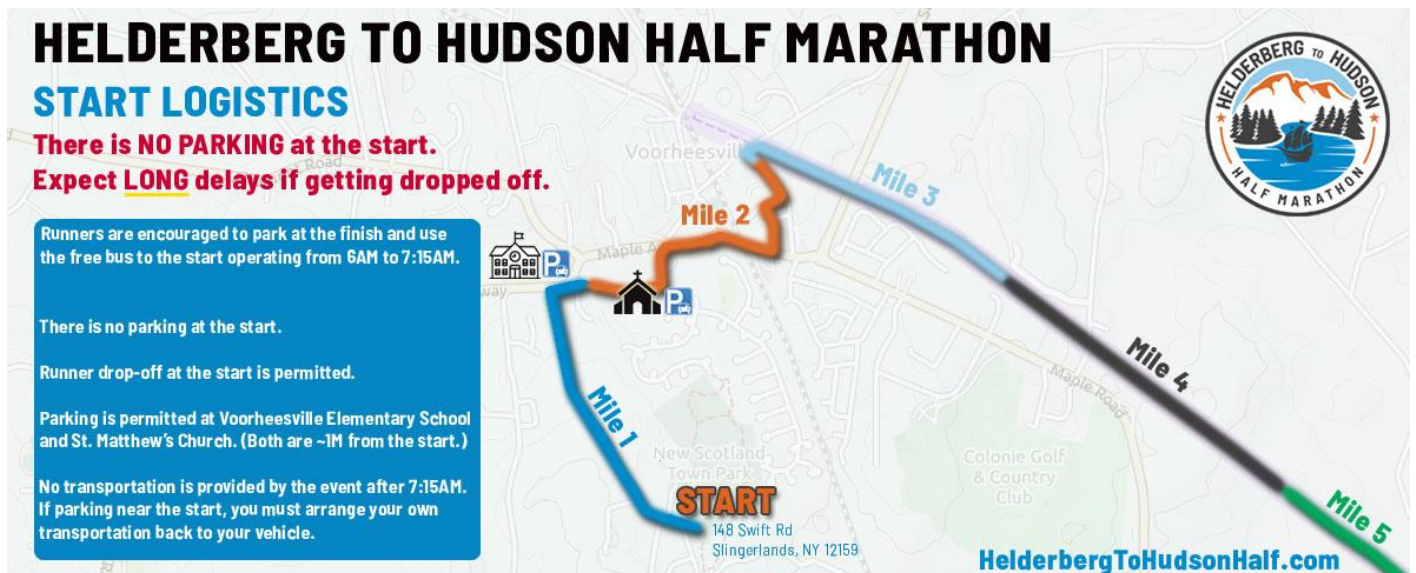 HELDERBERG TO HUDSON HALF MARATHON
START LOGISTICS
There is NO PARKING at the start.
Expect LONG delays if getting dropped off.
Runners are encouraged to park at the finish and use
the free bus to the start operating from 6AM to 7:15AM.
There is no parking at the start.
Runner drop-off at the start is permitted.
Parking is permitted at Voorheesville Elementary School
and St. Matthew's Church. (Both are ~1M from the start.)
No transportation is provided by the event after 7:15AM.
If parking near the start, you must arrange your own
transportation back to your vehicle.
HELDERBERG TO HUDSON
HALF MARATHON
Voorheesvil
Road
Mile 3
Mile 2
Maple A
way
P
P
Mile 1
Mile 4
Maple Road
New Scotland
Town Park
Colonie Golf
& Country
Club
START
148 Swift Rd
Slingerlands, NY 12159
Mile 5
HelderbergToHudsonHalf.com